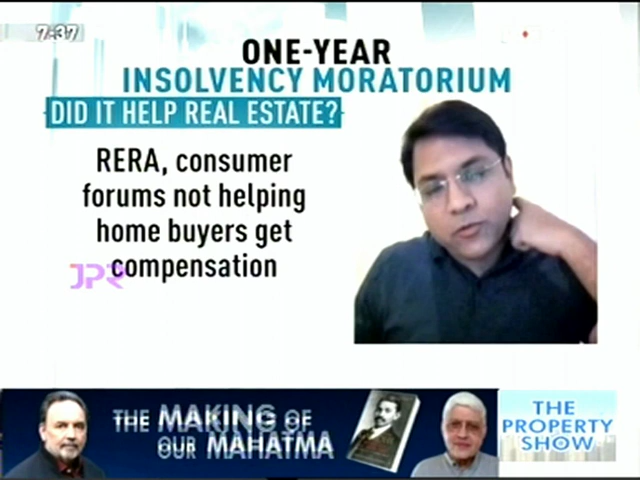 7:37
ONE-YEAR
INSOLVENCY MORATORIUM
DID IT HELP REAL ESTATE?
RERA, consumer
forums not helping
home buyers get
compensation
JPR
THE MAKING OF
OUR MAHATMA
THE
PROPERTY
SHOW